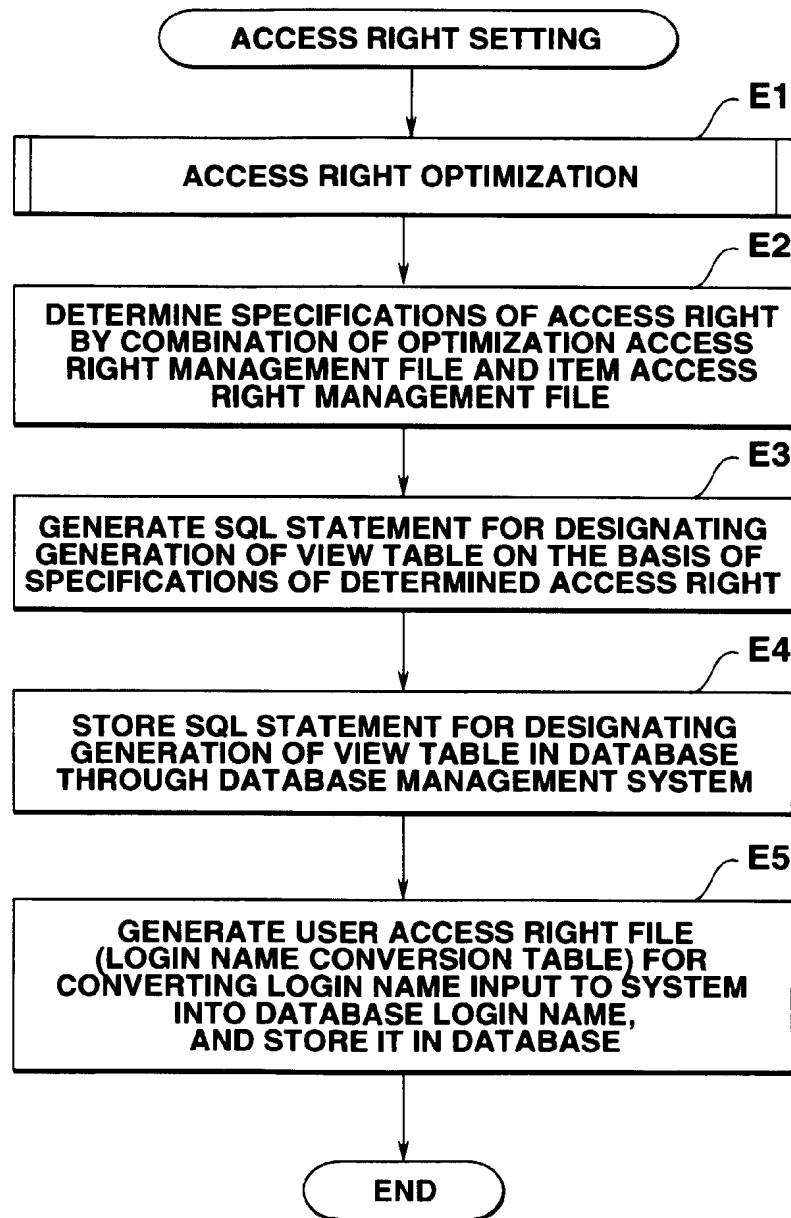 ACCESS RIGHT SETTING
E1
ACCESS RIGHT OPTIMIZATION
E2
DETERMINE SPECIFICATIONS OF ACCESS RIGHT
BY COMBINATION OF OPTIMIZATION ACCESS
RIGHT MANAGEMENT FILE AND ITEM ACCESS
RIGHT MANAGEMENT FILE
E3
GENERATE SQL STATEMENT FOR DESIGNATING
GENERATION OF VIEW TABLE ON THE BASIS OF
SPECIFICATIONS OF DETERMINED ACCESS RIGHT
E4
STORE SQL STATEMENT FOR DESIGNATING
GENERATION OF VIEW TABLE IN DATABASE
THROUGH DATABASE MANAGEMENT SYSTEM
E5
GENERATE USER ACCESS RIGHT FILE
(LOGIN NAME CONVERSION TABLE) FOR
CONVERTING LOGIN NAME INPUT TO SYSTEM
INTO DATABASE LOGIN NAME,
AND STORE IT IN DATABASE
END